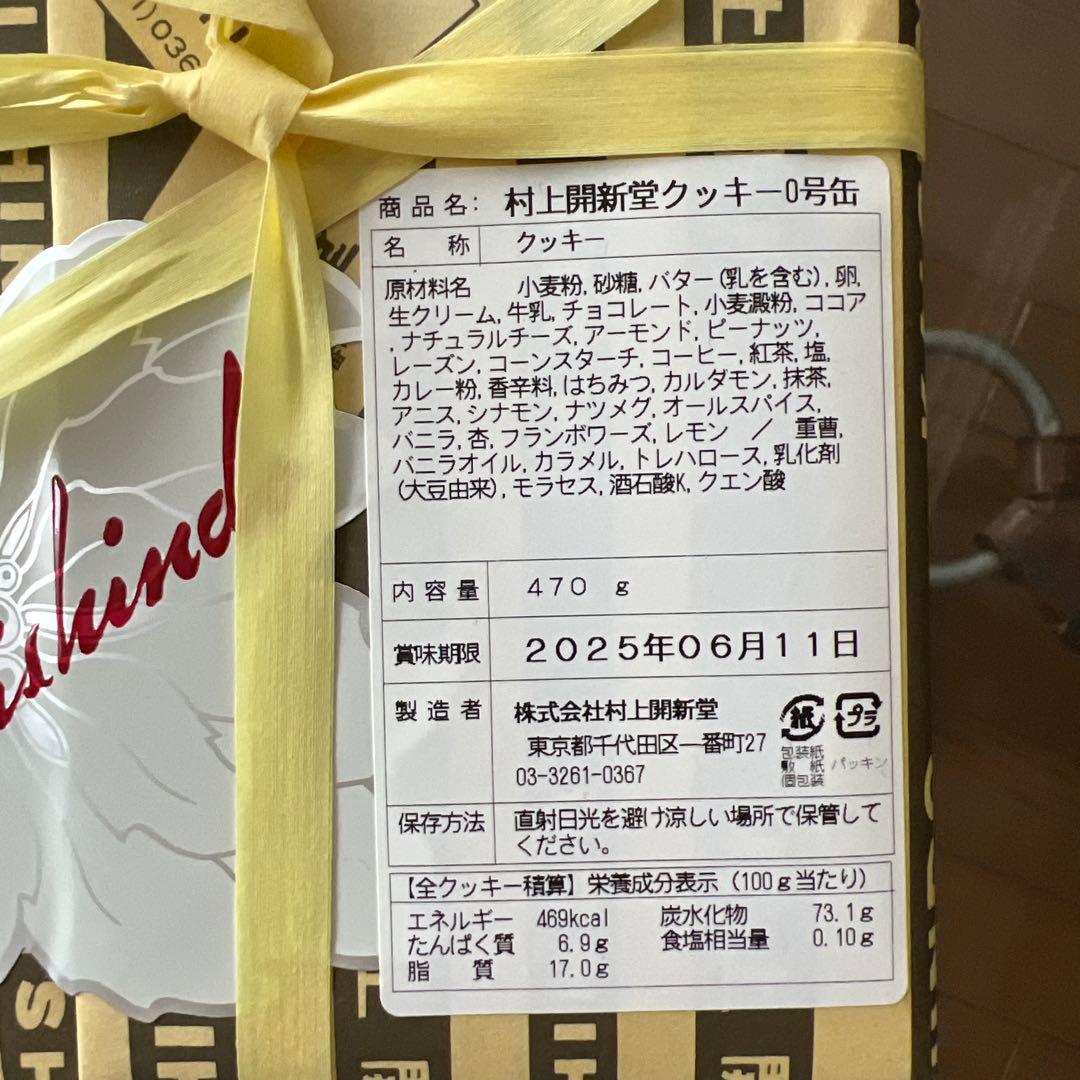 )036
商品名: 村上開新堂クッキー0号缶
名 称 クッキー
原材料名 小麦粉, 砂糖, バター(乳を含む), 卵,
生クリーム, 牛乳, チョコレート, 小麦澱粉, ココア
, ナチュラルチーズ, アーモンド, ピーナッツ,
レーズン, コーンスターチ, コーヒー, 紅茶, 塩,
カレー粉, 香辛料, はちみつ, カルダモン, 抹茶,
アニス, シナモン, ナツメグ, オールスパイス,
バニラ, 杏, フランボワーズ, レモン ／ 重曹,
バニラオイル, カラメル, トレハロース, 乳化剤
(大豆由来), モラセス, 酒石酸K, クエン酸
内容量 470 g
賞味期限 2025年06月11日
製造者 株式会社村上開新堂
東京都千代田区一番町27
03-3261-0367
紙 プラ
包装紙
敷 紙 パッキン
個包装
保存方法 直射日光を避け涼しい場所で保管して
ください。
【全クッキー積算】栄養成分表示（100g当たり）
エネルギー 469kcal 炭水化物 73.1g
たんぱく質 6.9g 食塩相当量 0.10g
脂 質 17.0g
ishind